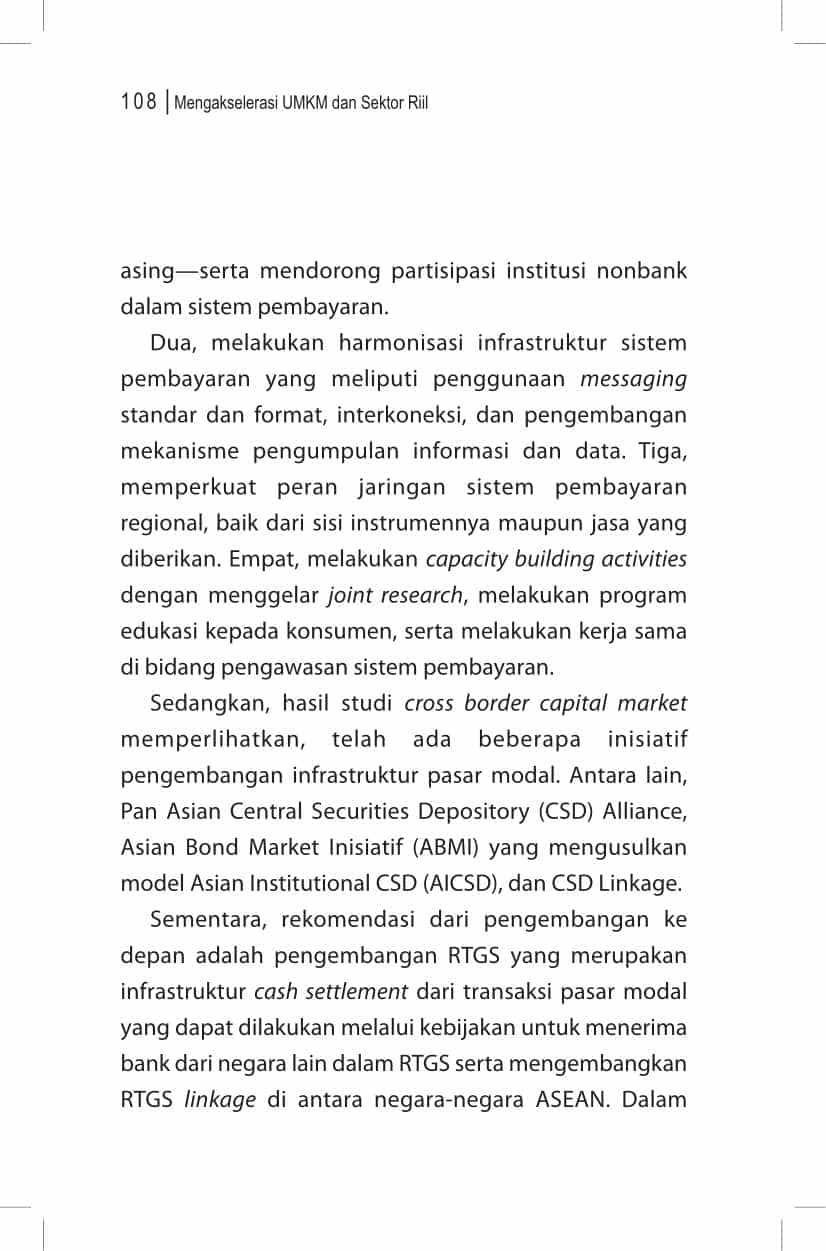 108 | Mengakselerasi UMKM dan Sektor Riil
asing—serta mendorong partisipasi institusi nonbank
dalam sistem pembayaran.
Dua, melakukan harmonisasi infrastruktur sistem
pembayaran yang meliputi penggunaan messaging
standar dan format, interkoneksi, dan pengembangan
mekanisme pengumpulan informasi dan data. Tiga,
memperkuat peran jaringan sistem pembayaran
regional, baik dari sisi instrumennya maupun jasa yang
diberikan. Empat, melakukan capacity building activities
dengan menggelar joint research, melakukan program
edukasi kepada konsumen, serta melakukan kerja sama
di bidang pengawasan sistem pembayaran.
Sedangkan, hasil studi cross border capital market
memperlihatkan, telah ada beberapa inisiatif
pengembangan infrastruktur pasar modal. Antara lain,
Pan Asian Central Securities Depository (CSD) Alliance,
Asian Bond Market Inisiatif (ABMI) yang mengusulkan
model Asian Institutional CSD (AICSD), dan CSD Linkage.
Sementara, rekomendasi dari pengembangan ke
depan adalah pengembangan RTGS yang merupakan
infrastruktur cash settlement dari transaksi pasar modal
yang dapat dilakukan melalui kebijakan untuk menerima
bank dari negara lain dalam RTGS serta mengembangkan
RTGS linkage di antara negara-negara ASEAN. Dalam